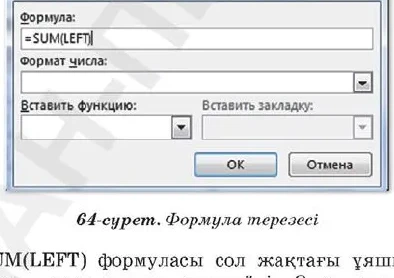 Формула:
=SUM(LEFT)
Формат числа:
Вставить функцию: Вставить закладку:
ОК Отмена
64-сурет. Формула терезесі
UM(LEFT) формуласы сол жақтағы ұяш